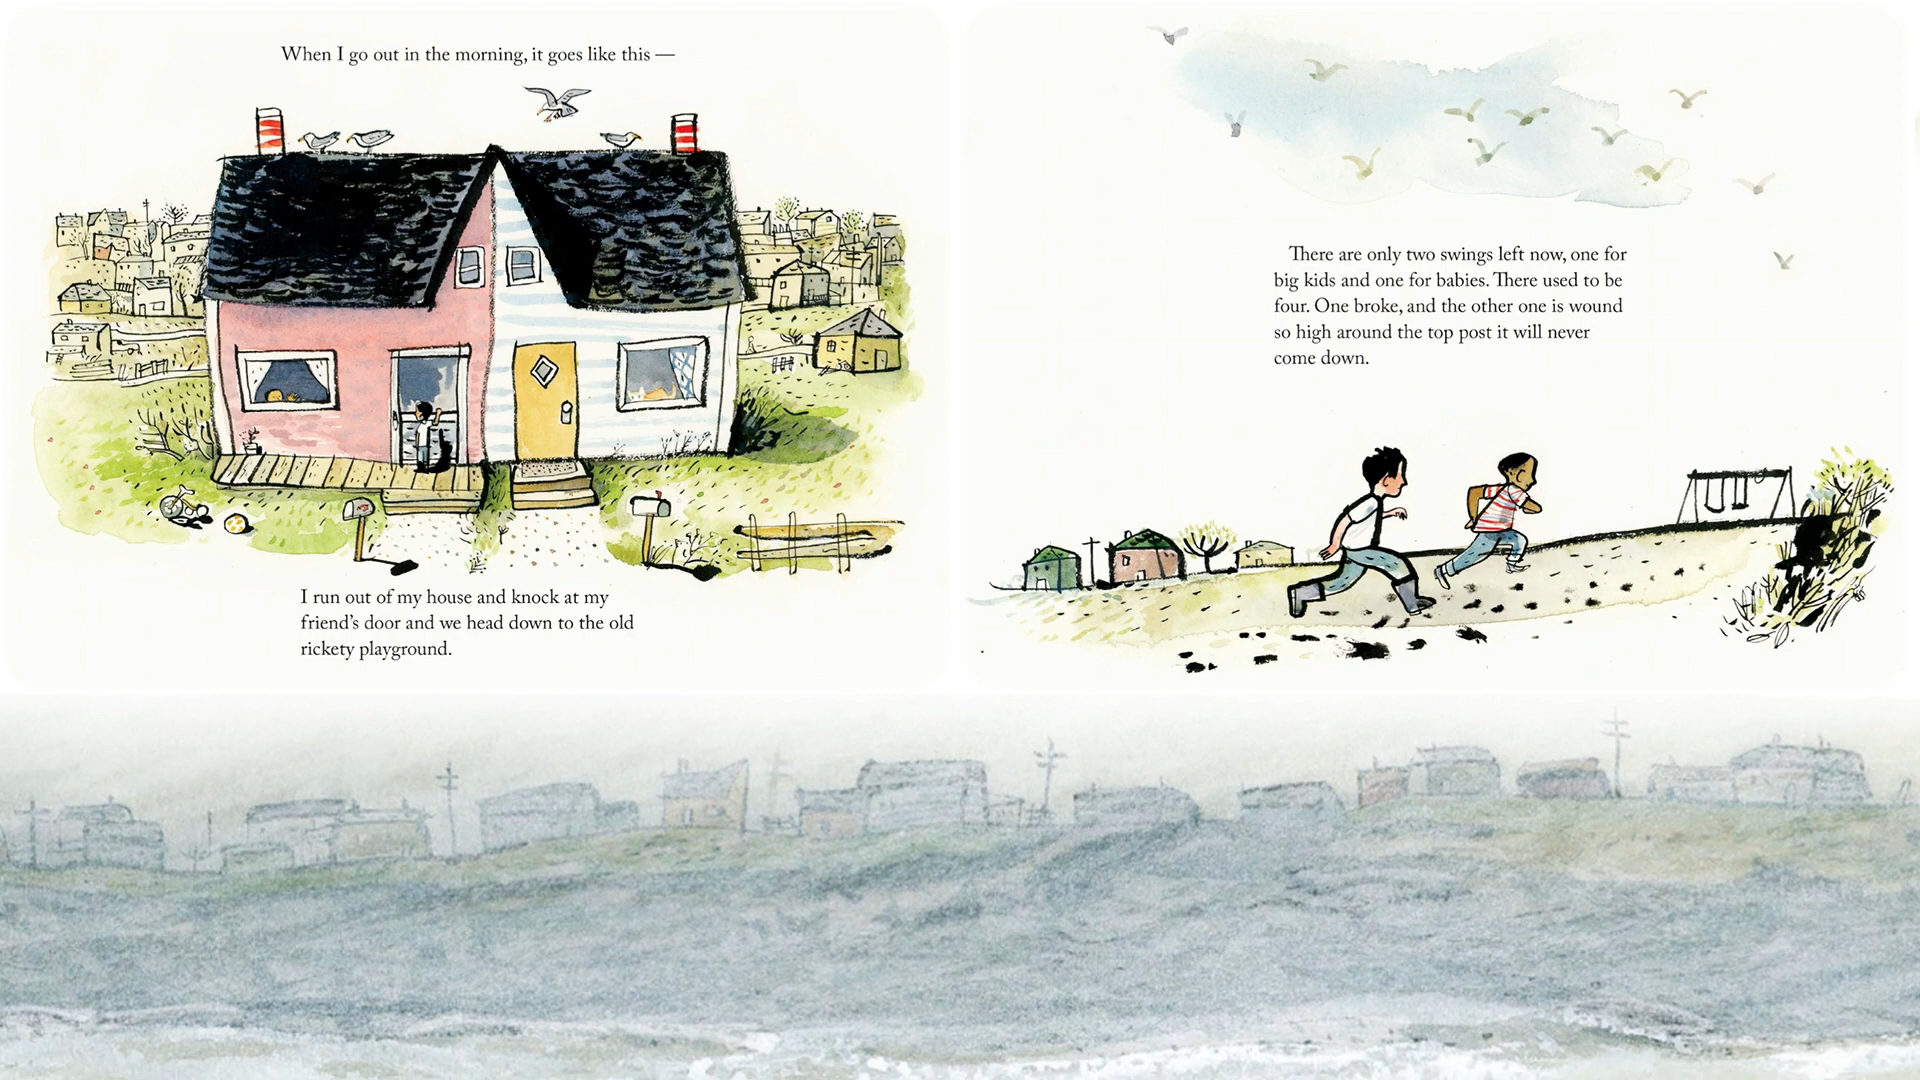 When I go out in the morning, it goes like this —
I run out of my house and knock at my
friend’s door and we head down to the old
rickety playground.
There are only two swings left now, one for
big kids and one for babies. There used to be
four. One broke, and the other one is wound
so high around the top post it will never
come down.